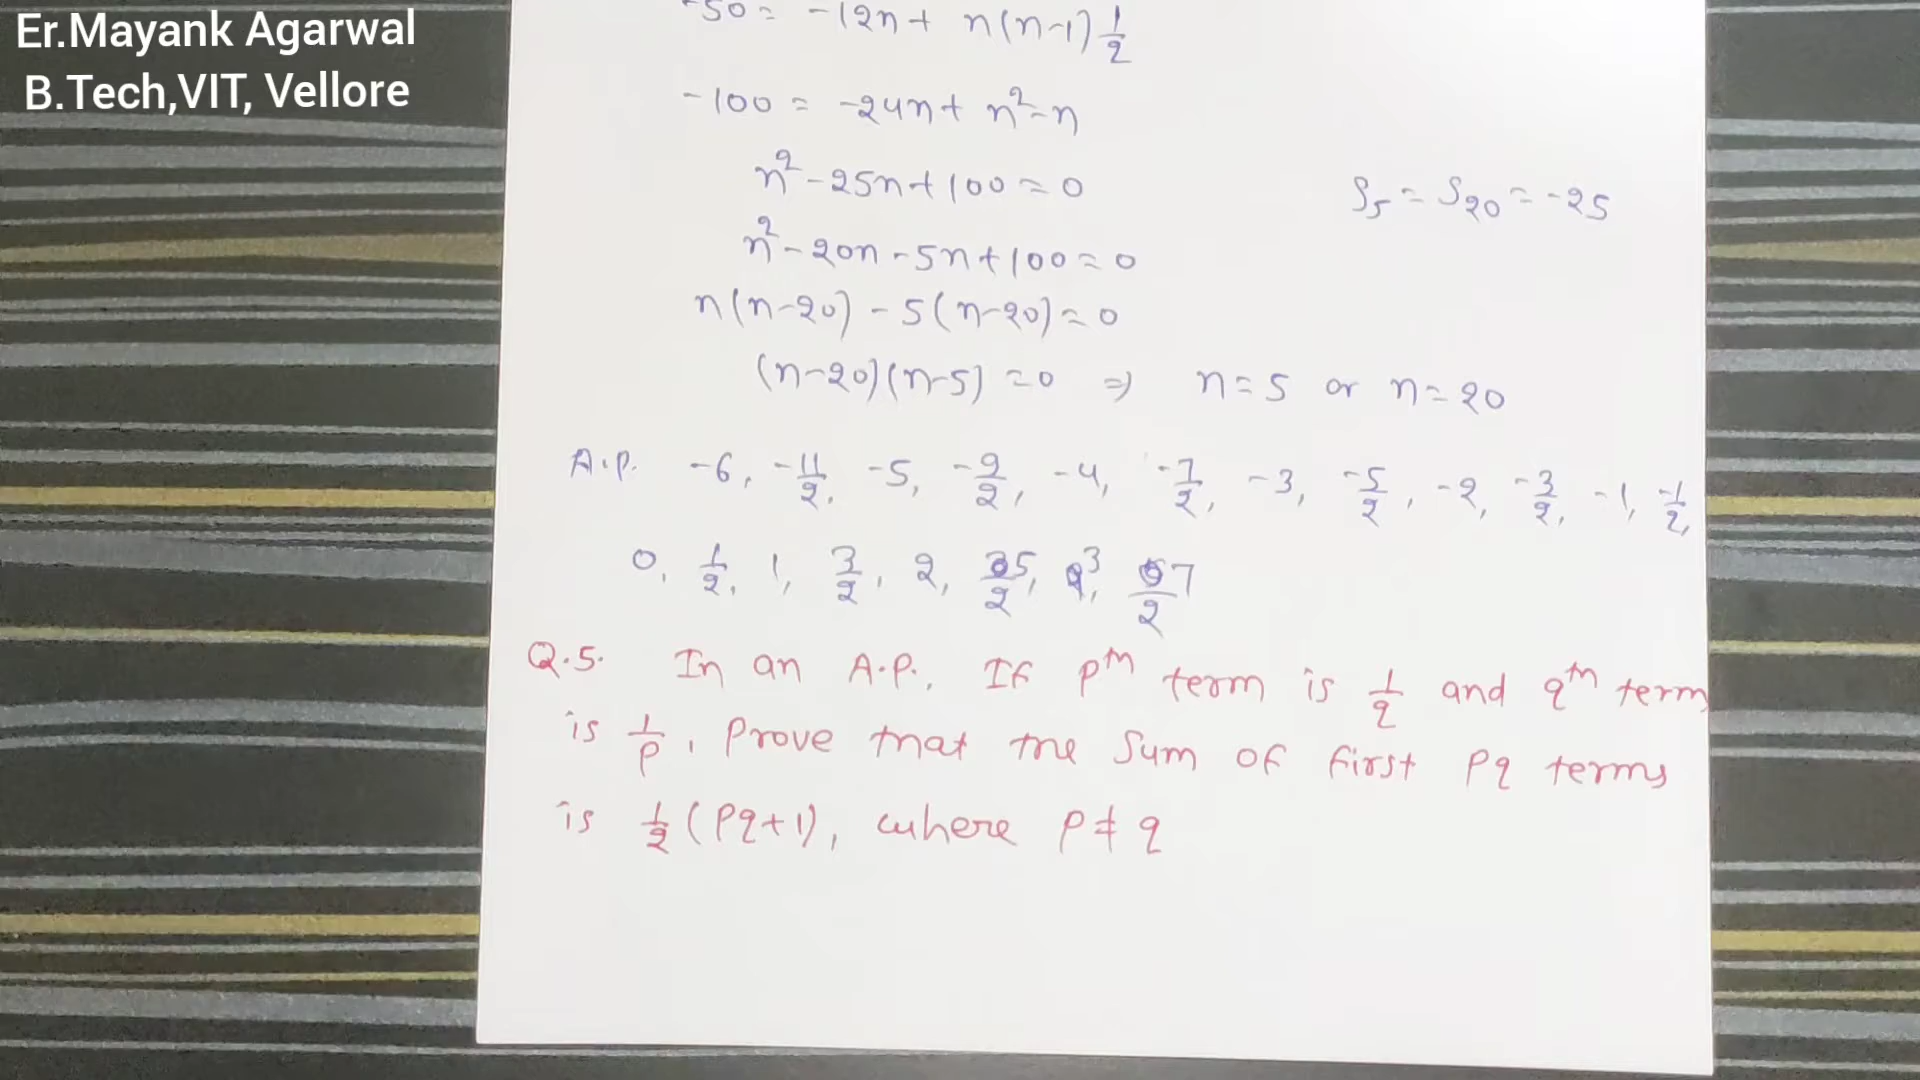 Er.Mayank Agarwal
B.Tech,VIT, Vellore
-50 = -12n + n(n-1) 1/2
-100 = -24n + n²-n
n² - 25n + 100 = 0
S₅ = S₂₀ = -25
n² - 20n - 5n + 100 = 0
n(n-20) - 5(n-20) = 0
(n-20)(n-5) = 0 ⇒ n = 5 or n = 20
A.P. -6, -11/2, -5, -9/2, -4, -7/2, -3, -5/2, -2, -3/2, -1, -1/2,
0, 1/2, 1, 3/2, 2, 5/2, 3, 7/2
Q.5. In an A.P., If pth term is 1/q and qth term
is 1/p, Prove that the Sum of first pq terms
is 1/2 (pq+1), where p ≠ q